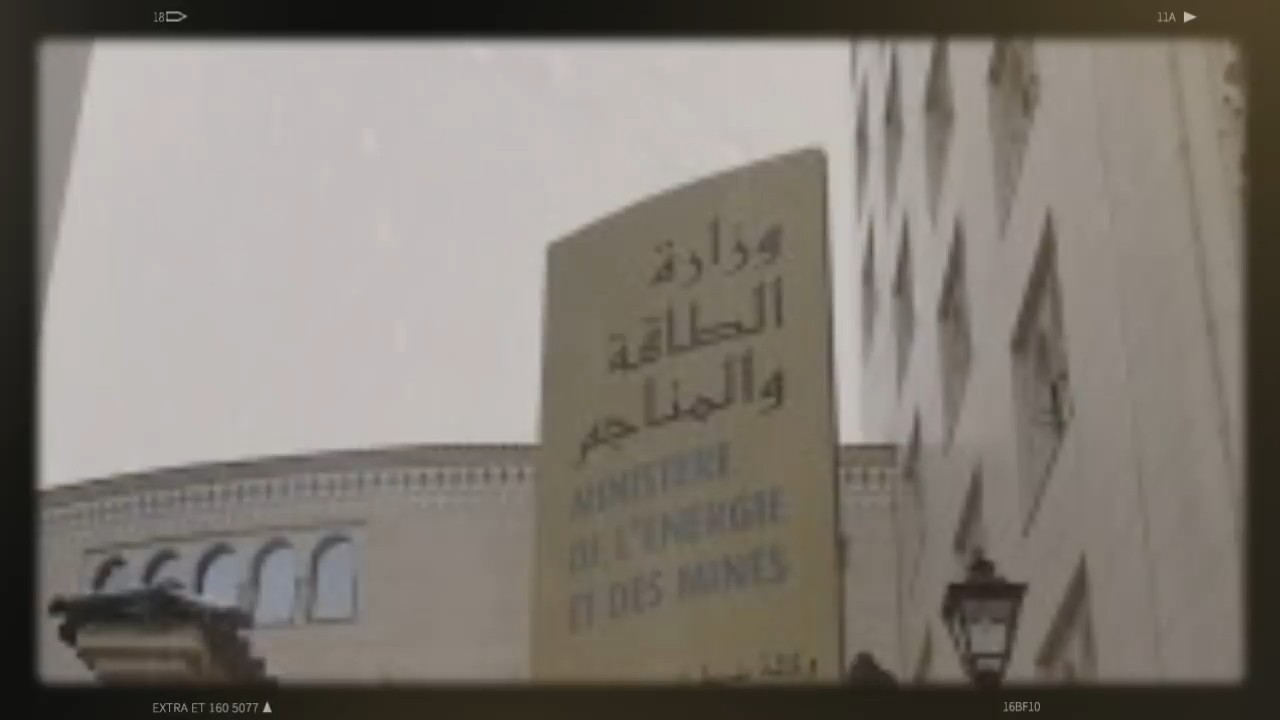 18
11A
وزارة
الطاقة
والمناجم
MINISTERE
DE L'ENERGIE
ET DES MINES
EXTRA ET 160 5077
16BF10